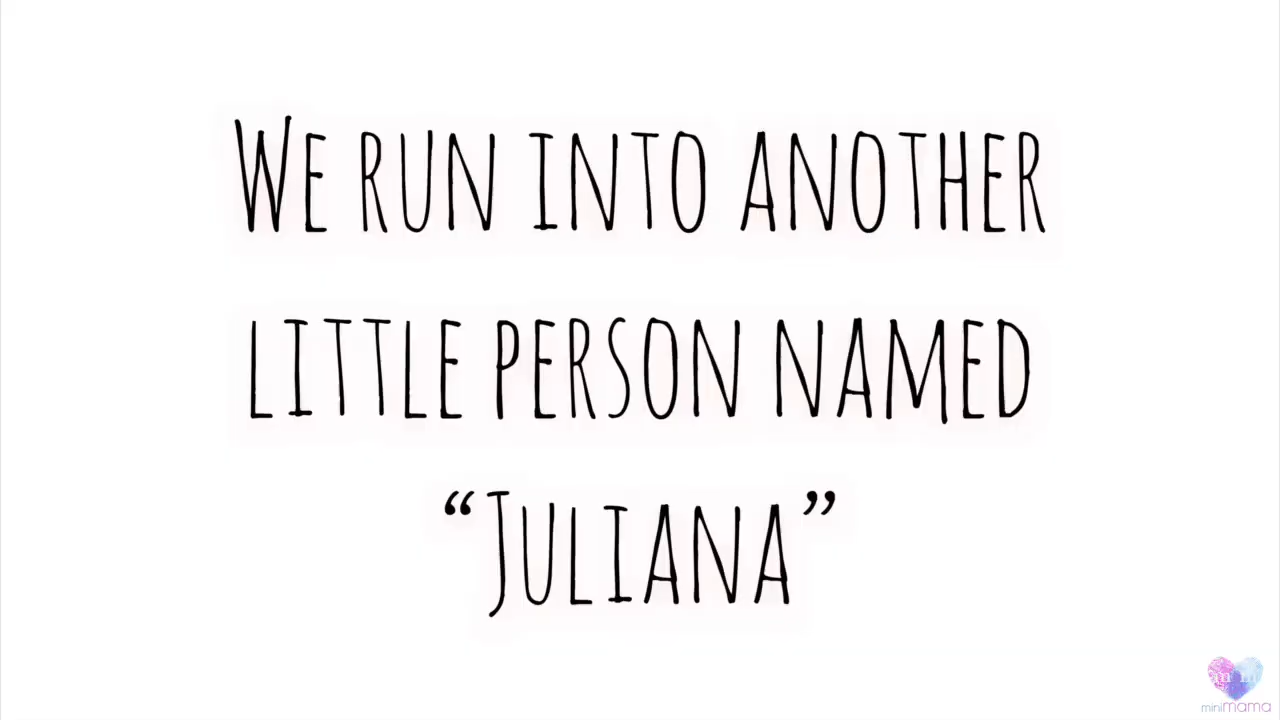 We run into another
little person named
“Juliana”
m m
minimama